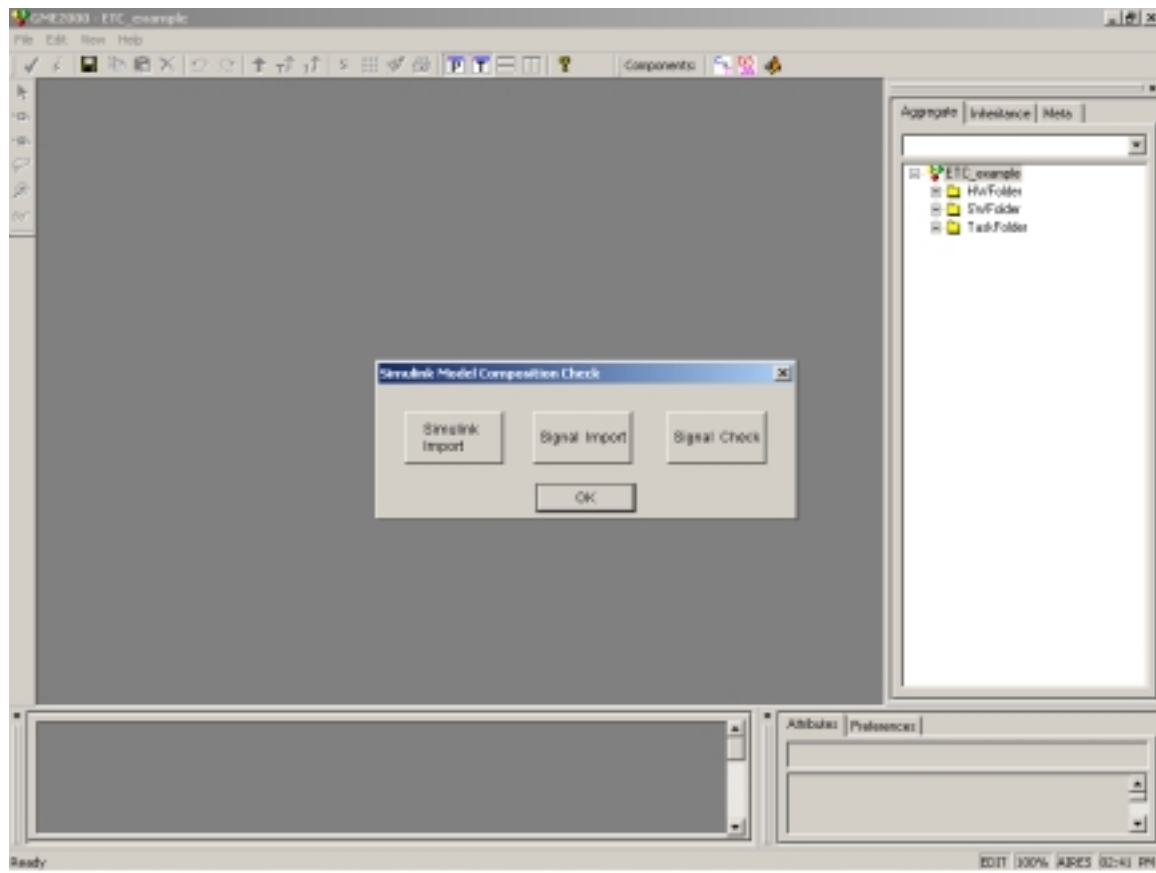 GME2000 - ETC_example
File Edit View Help
Components:
Aggregate Inheritance Meta
ETC_example
HWFolder
SWFolder
TaskFolder
Simulink Model Composition Check
Simulink
Import
Signal Import
Signal Check
OK
Attributes Preferences
Ready
EDIT 100% AIRES 02:41 PM